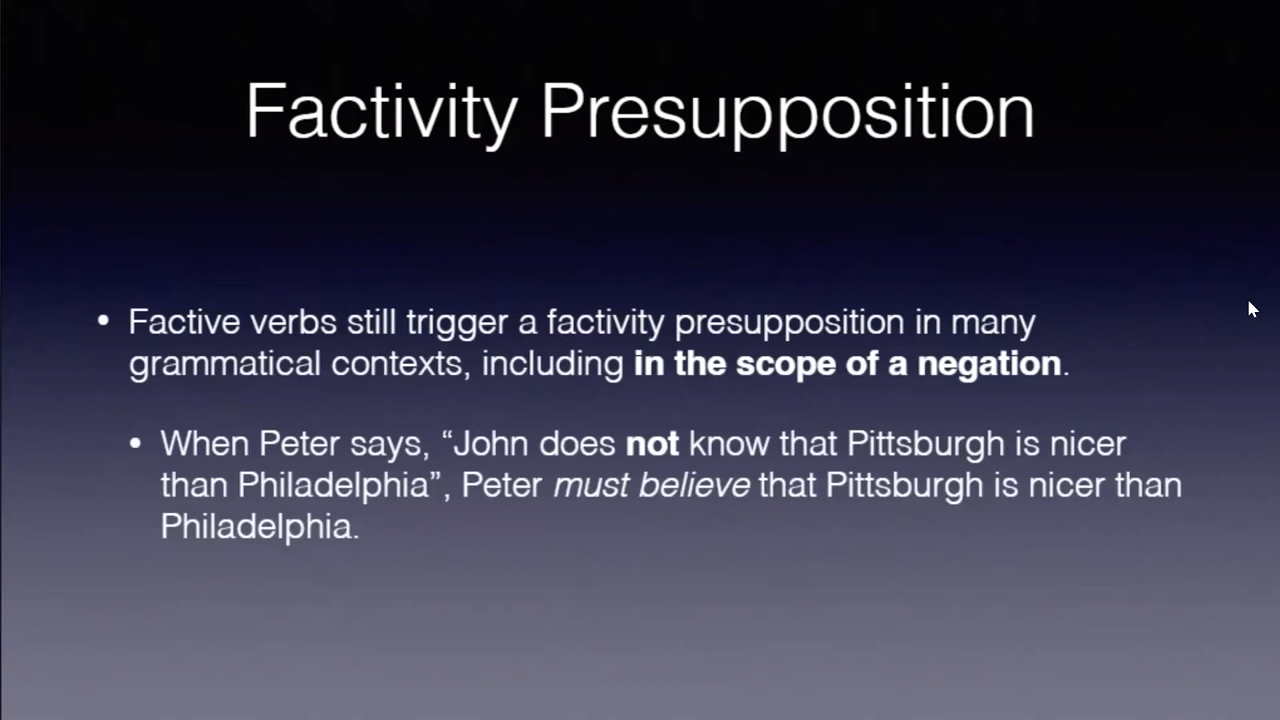 Factivity Presupposition
• Factive verbs still trigger a factivity presupposition in many
grammatical contexts, including in the scope of a negation.
• When Peter says, “John does not know that Pittsburgh is nicer
than Philadelphia”, Peter must believe that Pittsburgh is nicer than
Philadelphia.